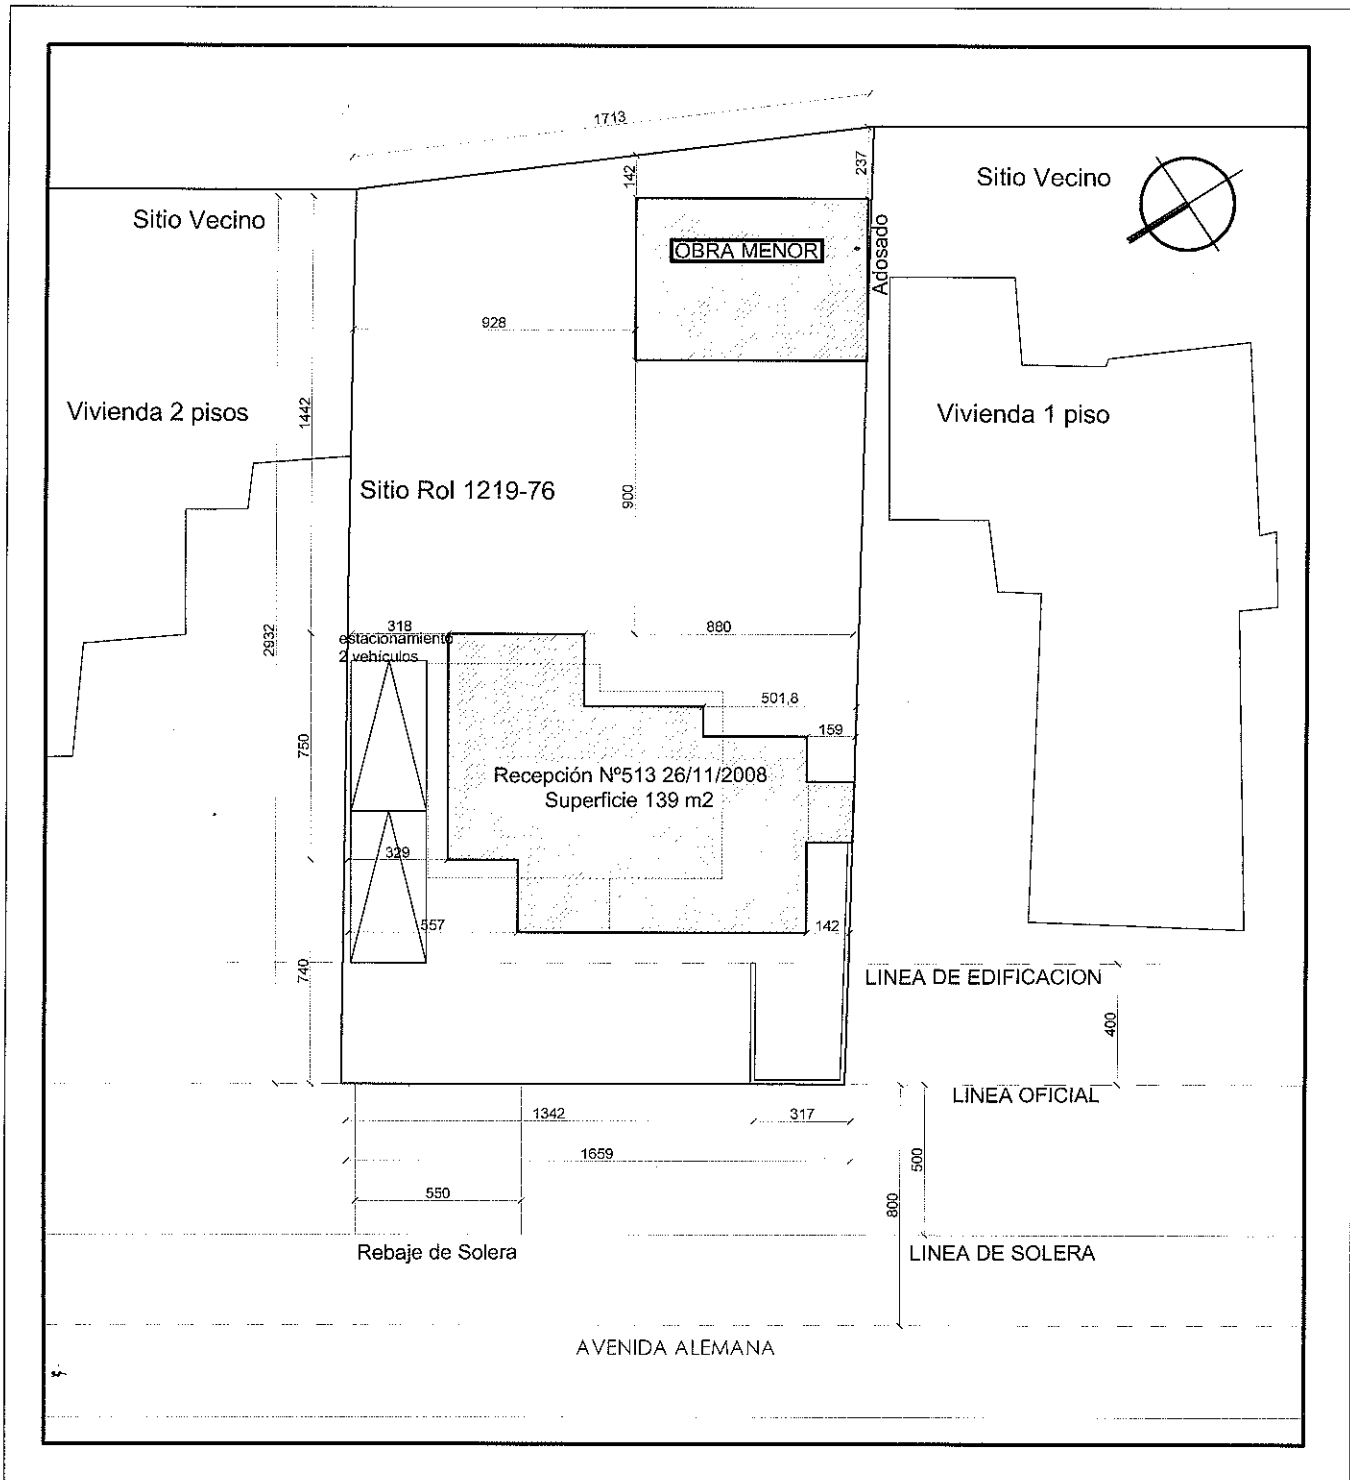 1713
142
237
Sitio Vecino
Sitio Vecino
OBRA MENOR
Adosado
928
1442
Vivienda 2 pisos
Vivienda 1 piso
Sitio Rol 1219-76
900
2932
318
880
estacionamiento
2 vehículos
501,8
159
750
Recepción Nº513 26/11/2008
Superficie 139 m2
329
557
142
740
LINEA DE EDIFICACION
400
LINEA OFICIAL
1342
317
1659
500
550
800
Rebaje de Solera
LINEA DE SOLERA
AVENIDA ALEMANA